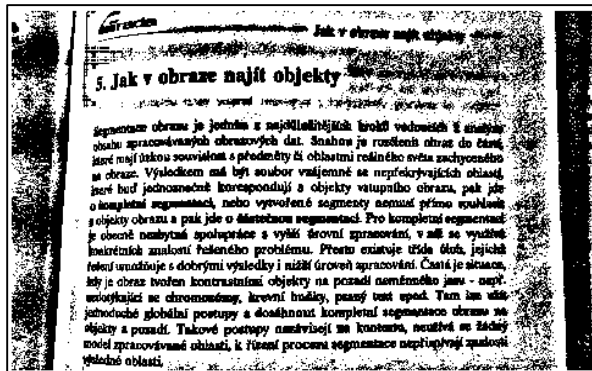 Jak v obraze najít objekty
5. Jak v obraze najít objekty
Segmentace obrazu je jedním z nejdůležitějších kroků vedoucích k analýze
obsahu zpracovávaných obrazových dat. Snahou je rozčlenit obraz do částí,
které mají úzkou souvislost s předměty či oblastmi reálného světa zachyceného
na obraze. Výsledkem má být soubor vzájemně se nepřekrývajících oblastí,
které buď jednoznačně korespondují s objekty vstupního obrazu, pak jde
o kompletní segmentaci, nebo vytvořené segmenty nemusí přímo souhlasit
s objekty obrazu a pak jde o částečnou segmentaci. Pro kompletní segmentaci
je obecně nezbytná spolupráce s vyšší úrovní zpracování, v níž se využívá
konkrétních znalostí řešeného problému. Přesto existuje třída úloh, jejichž
řešení umožňuje s dobrými výsledky i nižší úroveň zpracování. Častá je situace,
kdy je obraz tvořen kontrastními objekty na pozadí neměnného jasu - např.
nedotýkající se chromozómy, krevní buňky, psaný text apod. Tam lze užít
jednoduché globální postupy a dosáhnout kompletní segmentace obrazu na
objekty a pozadí. Takové postupy nezávisejí na kontextu, neužívá se žádný
model zpracovávané oblasti, k řízení procesu segmentace nepřispívají znalosti
výsledné oblasti.